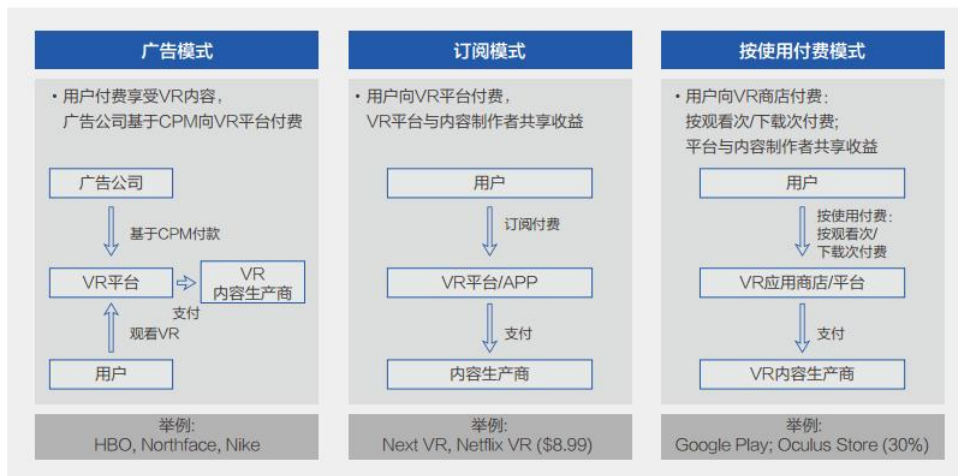 广告模式
• 用户付费享受VR内容，
广告公司基于CPM向VR平台付费
广告公司
基于CPM付款
VR平台
VR
内容生产商
支付
观看VR
用户
举例:
HBO, Northface, Nike
订阅模式
• 用户向VR平台付费，
VR平台与内容制作者共享收益
用户
订阅付费
VR平台/APP
支付
内容生产商
举例:
Next VR, Netflix VR ($8.99)
按使用付费模式
• 用户向VR商店付费:
按观看次/下载次付费;
平台与内容制作者共享收益
用户
按使用付费:
按观看次/
下载次付费
VR应用商店/平台
支付
VR内容生产商
举例:
Google Play; Oculus Store (30%)